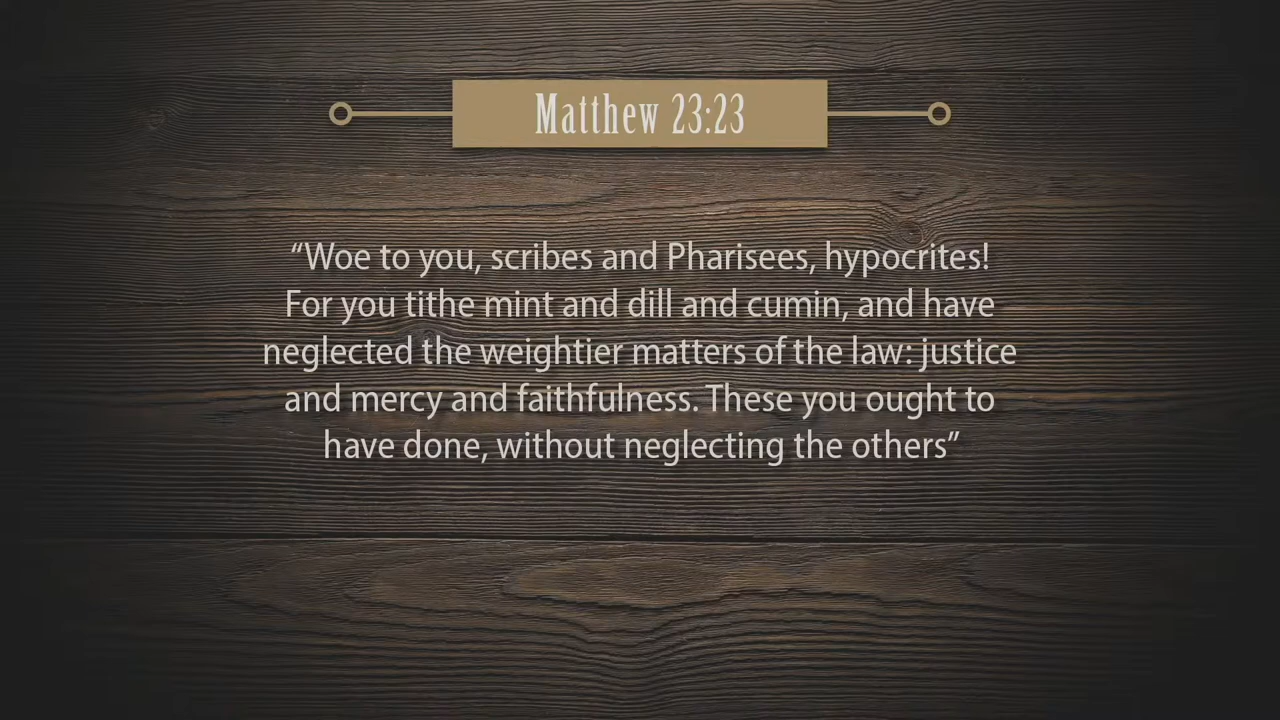 Matthew 23:23
“Woe to you, scribes and Pharisees, hypocrites!
For you tithe mint and dill and cumin, and have
neglected the weightier matters of the law: justice
and mercy and faithfulness. These you ought to
have done, without neglecting the others”